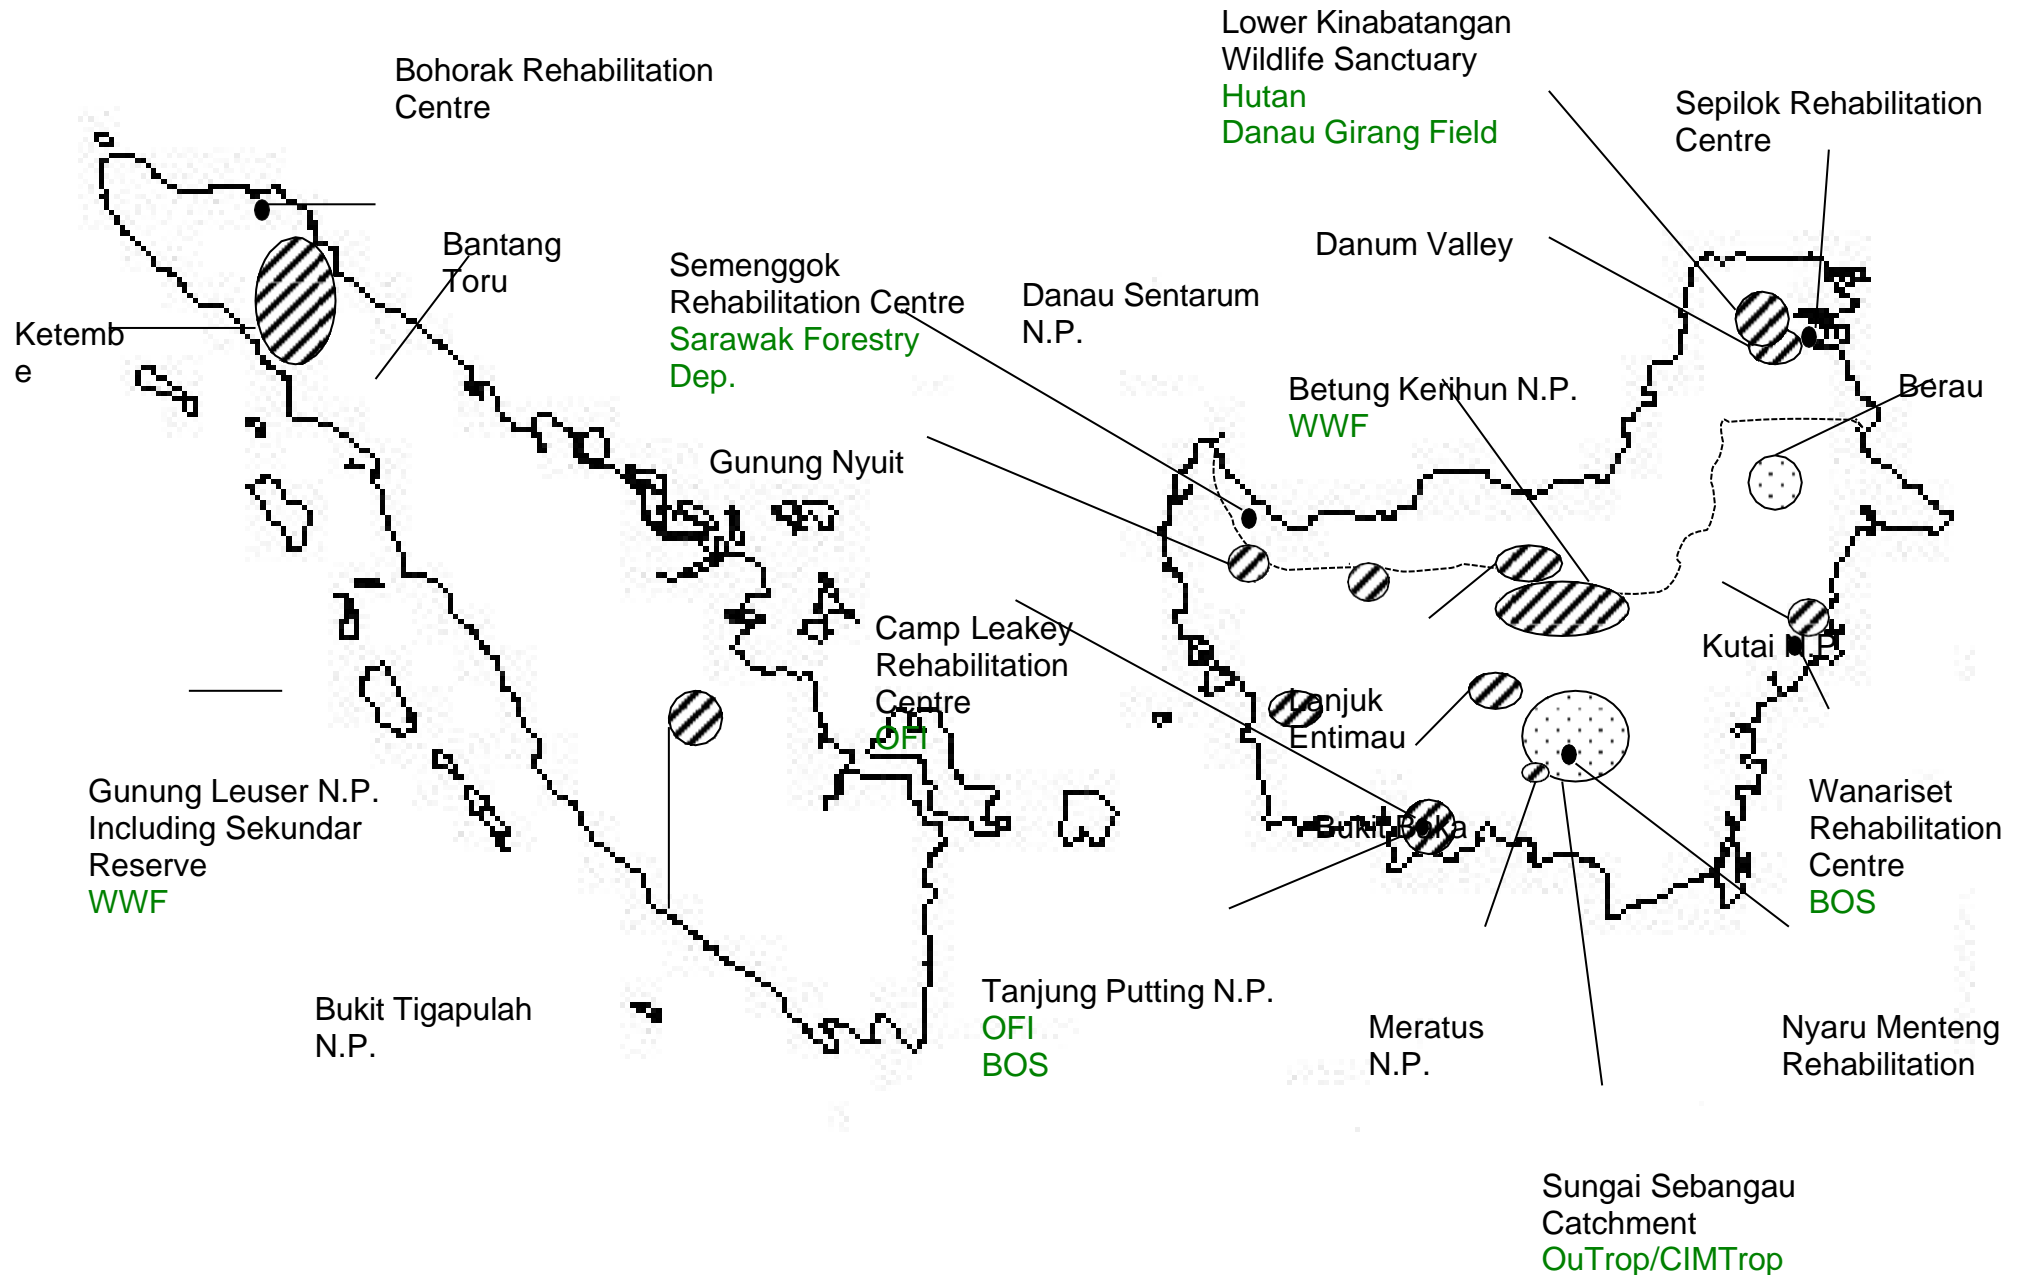 Lower Kinabatangan
Wildlife Sanctuary
Hutan
Danau Girang Field
Bohorak Rehabilitation
Centre
Sepilok Rehabilitation
Centre
Bantang
Toru
Semenggok
Rehabilitation Centre
Sarawak Forestry
Dep.
Danum Valley
Danau Sentarum
N.P.
Ketemb
e
Betung Kerihun N.P.
WWF
Berau
Gunung Nyuit
Camp Leakey
Rehabilitation
Centre
OFI
Kutai N.P
Lanjuk
Entimau
Gunung Leuser N.P.
Including Sekundar
Reserve
WWF
Bukit Baka
Wanariset
Rehabilitation
Centre
BOS
Bukit Tigapulah
N.P.
Tanjung Putting N.P.
OFI
BOS
Meratus
N.P.
Nyaru Menteng
Rehabilitation
Sungai Sebangau
Catchment
OuTrop/CIMTrop